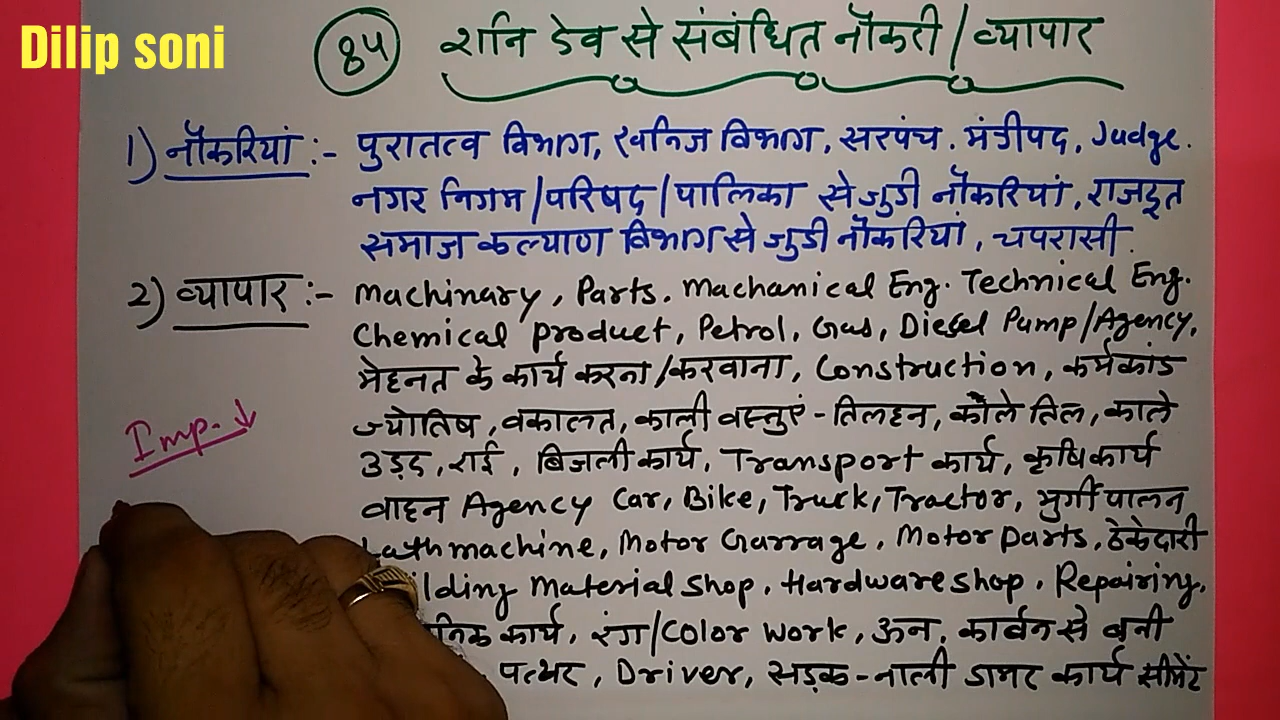 Dilip soni
84 शनि देव से संबंधित नौकरी/व्यापार
1) नौकरियां :- पुरातत्व विभाग, खनिज विभाग, सरपंच. मंत्रीपद, Judge.
नगर निगम/परिषद/पालिका से जुडी नौकरियां, राजदूत
समाज कल्याण विभाग से जुडी नौकरियां, चपरासी.
2) व्यापार :- Machinary, Parts, Machanical Eng. Technical Eng.
Chemical product, Petrol, Gas, Diesel Pump/Agency,
मेहनत के कार्य करना/करवाना, Construction, कर्मकांड
Imp. ↓
ज्योतिष, वकालत, काली वस्तुएं - तिलहन, काले तिल, काले
उड़द, राई, बिजली कार्य, Transport कार्य, कृषि कार्य
वाहन Agency Car, Bike, Truck, Tractor, मुर्गी पालन
Lathmachine, Motor Garrage, Motor parts, ठेकेदारी
ilding Material shop, Hardware shop, Repairing,
निक कार्य, रंग/Color work, ऊन, कार्बन से बनी
पत्थर, Driver, सड़क-नाली डामर कार्य सीमेंट